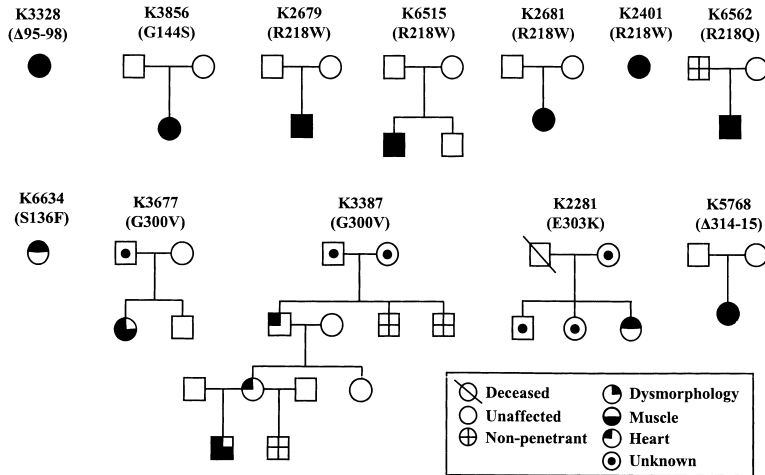 K3328
(Δ95-98)
K3856
(G144S)
K2679
(R218W)
K6515
(R218W)
K2681
(R218W)
K2401
(R218W)
K6562
(R218Q)
K6634
(S136F)
K3677
(G300V)
K3387
(G300V)
K2281
(E303K)
K5768
(Δ314-15)
Deceased
Unaffected
Non-penetrant
Dysmorphology
Muscle
Heart
Unknown